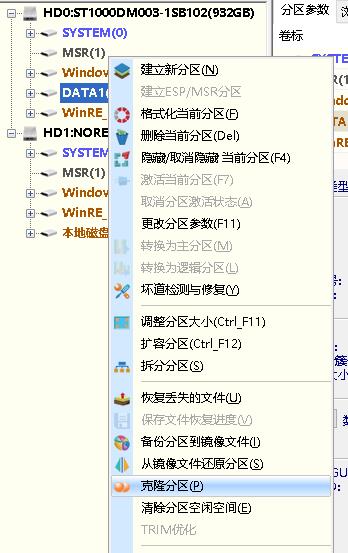 HD0:ST1000DM003-1SB102(932GB)
SYSTEM(0)
MSR(1)
Window
DATA1(
WinRE_
HD1:NORE
SYSTE
MSR(1)
Window
WinRE_
本地磁盘
分区参数
卷标
建立新分区(N)
建立ESP/MSR分区
格式化当前分区(F)
删除当前分区(Del)
隐藏/取消隐藏 当前分区(F4)
激活当前分区(F7)
取消分区激活状态(A)
更改分区参数(F11)
转换为主分区(M)
转换为逻辑分区(L)
坏道检测与修复(Y)
调整分区大小(Ctrl_F11)
扩容分区(Ctrl_F12)
拆分分区(S)
恢复丢失的文件(U)
保存文件恢复进度(V)
备份分区到镜像文件(I)
从镜像文件还原分区(S)
克隆分区(P)
清除分区空闲空间(E)
TRIM优化